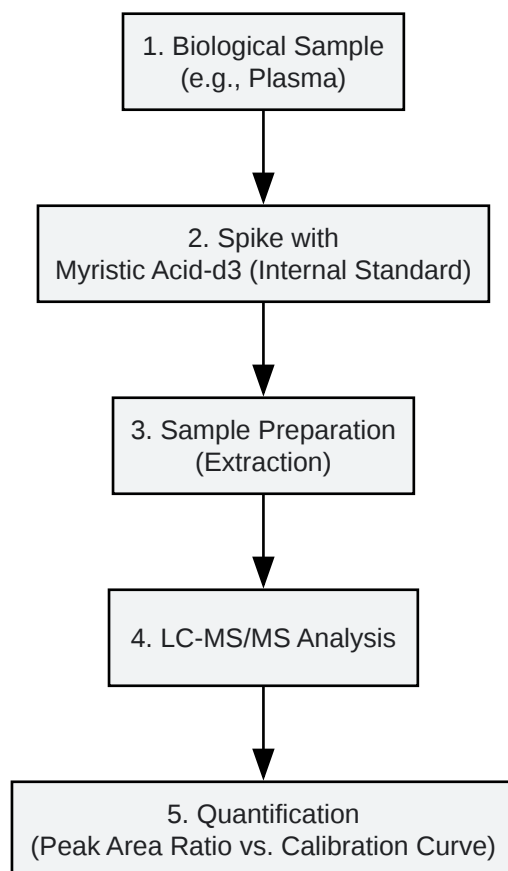 1. Biological Sample
(e.g., Plasma)
2. Spike with
Myristic Acid-d3 (Internal Standard)
3. Sample Preparation
(Extraction)
4. LC-MS/MS Analysis
5. Quantification
(Peak Area Ratio vs. Calibration Curve)